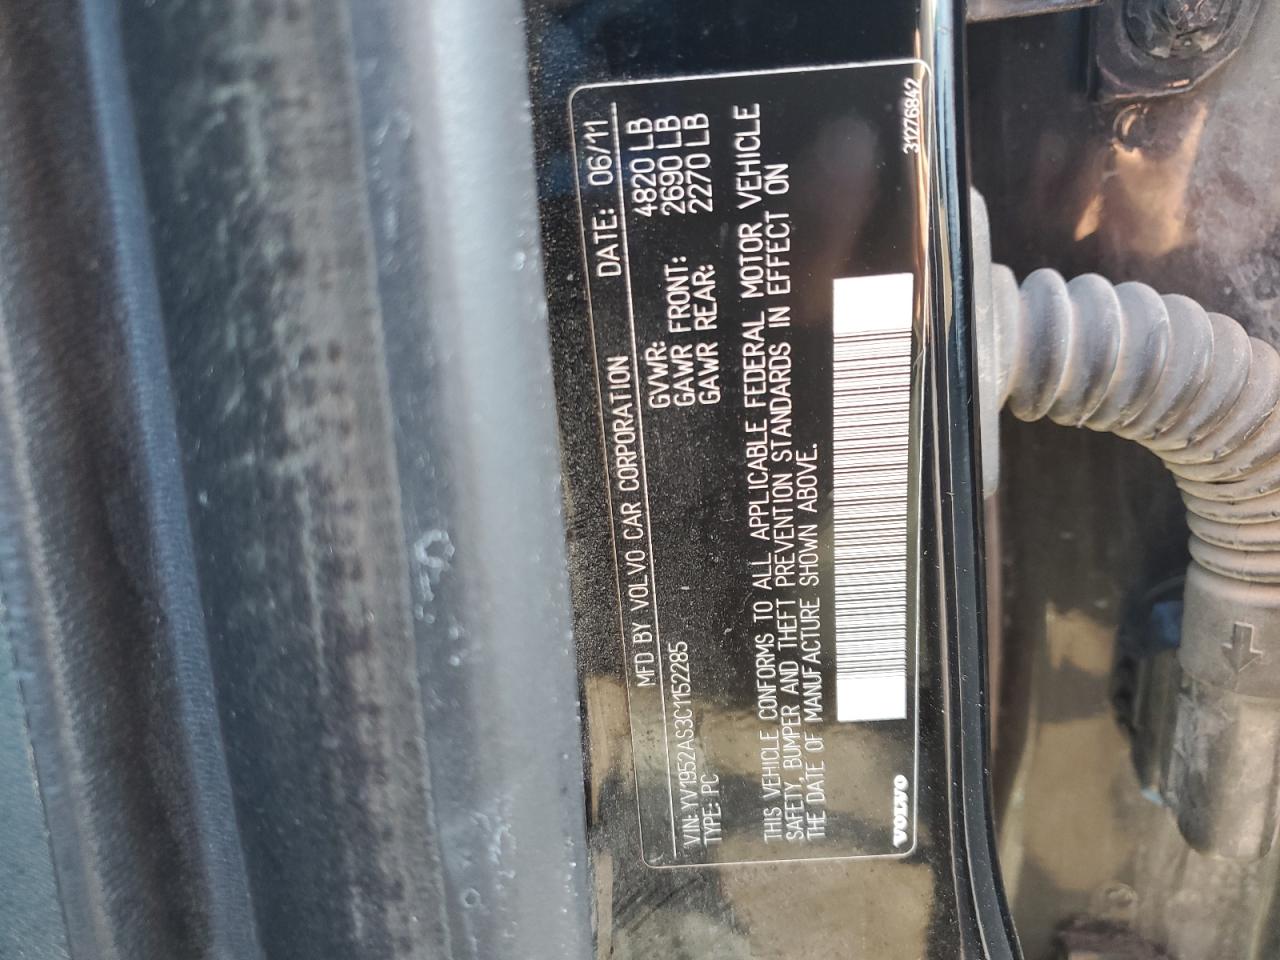 MFD BY VOLVO CAR CORPORATION DATE: 06/11
GVWR: 4820 LB
GAWR FRONT: 2690 LB
GAWR REAR: 2270 LB
VIN: YV1952AS3C1152285
TYPE: PC
THIS VEHICLE CONFORMS TO ALL APPLICABLE FEDERAL MOTOR VEHICLE
SAFETY, BUMPER AND THEFT PREVENTION STANDARDS IN EFFECT ON
THE DATE OF MANUFACTURE SHOWN ABOVE.
VOLVO
31276842